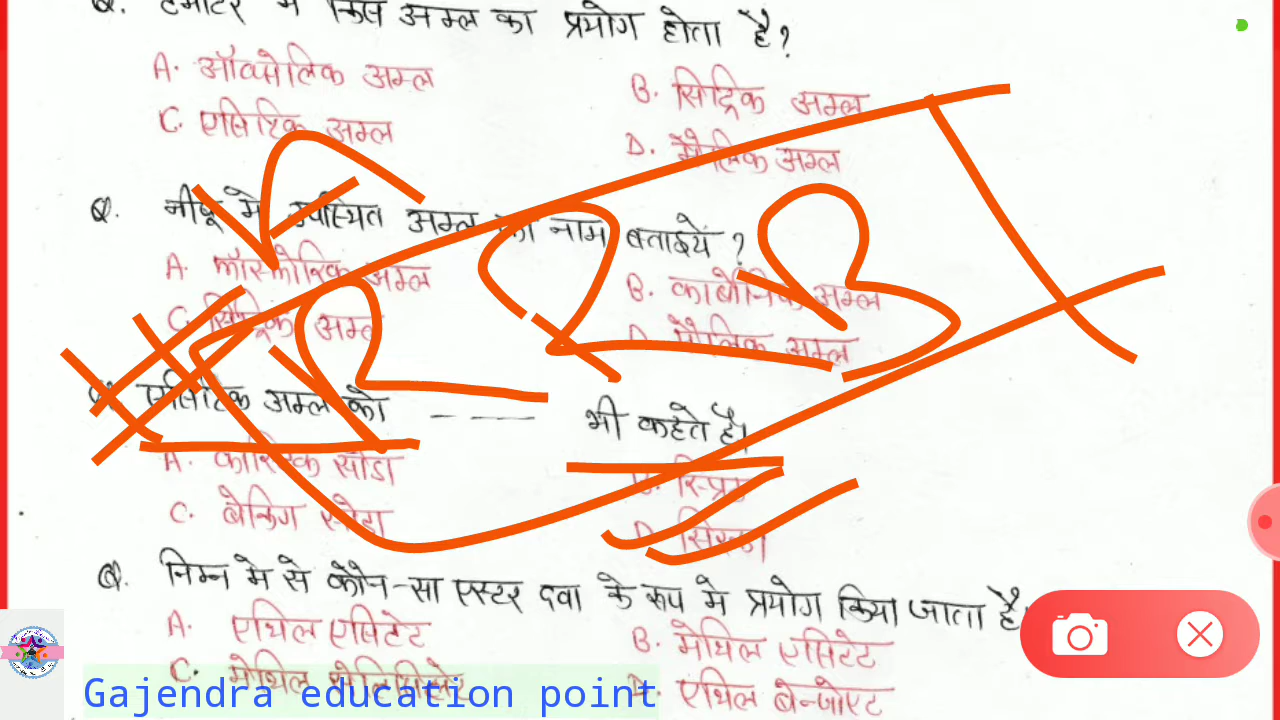 Q. टमाटर में किस अम्ल का प्रयोग होता है?
A. ऑक्सेलिक अम्ल B. सिट्रिक अम्ल
C. एसिटिक अम्ल D. मैलिक अम्ल
Q. नींबू में उपस्थित अम्ल का नाम बताइये ?
A. फॉस्फोरिक अम्ल B. कार्बोनिक अम्ल
C. सिट्रिक अम्ल D. मैलिक अम्ल
Q. एसिटिक अम्ल को ---- भी कहते है।
A. कास्टिक सोडा B. स्प्रिट
C. बेकिंग सोडा D. सिरका
Q. निम्न मे से कौन-सा एस्टर दवा के रूप मे प्रयोग किया जाता है
A. एथिल एसिटेट B. मेथिल एसिटेट
C. मेथिल D. एथिल बेन्जोएट
Gajendra education point